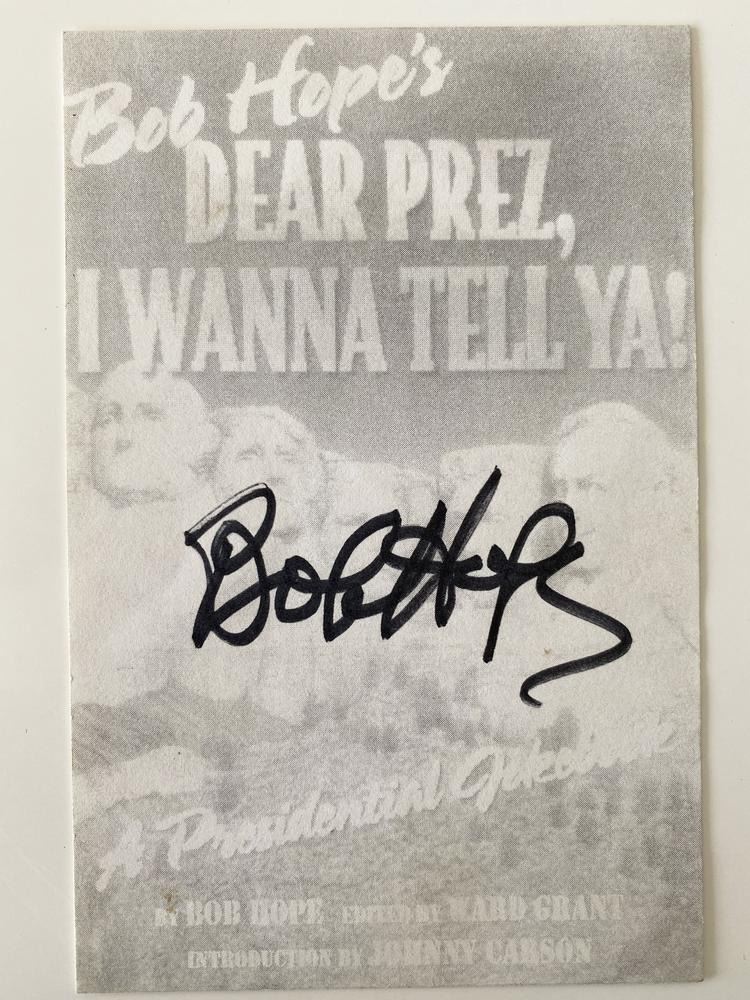 Bob Hope's
DEAR PREZ,
I WANNA TELL YA!
Bob Hope
A Presidential Jokebook
BY BOB HOPE EDITED BY WARD GRANT
INTRODUCTION BY JOHNNY CARSON